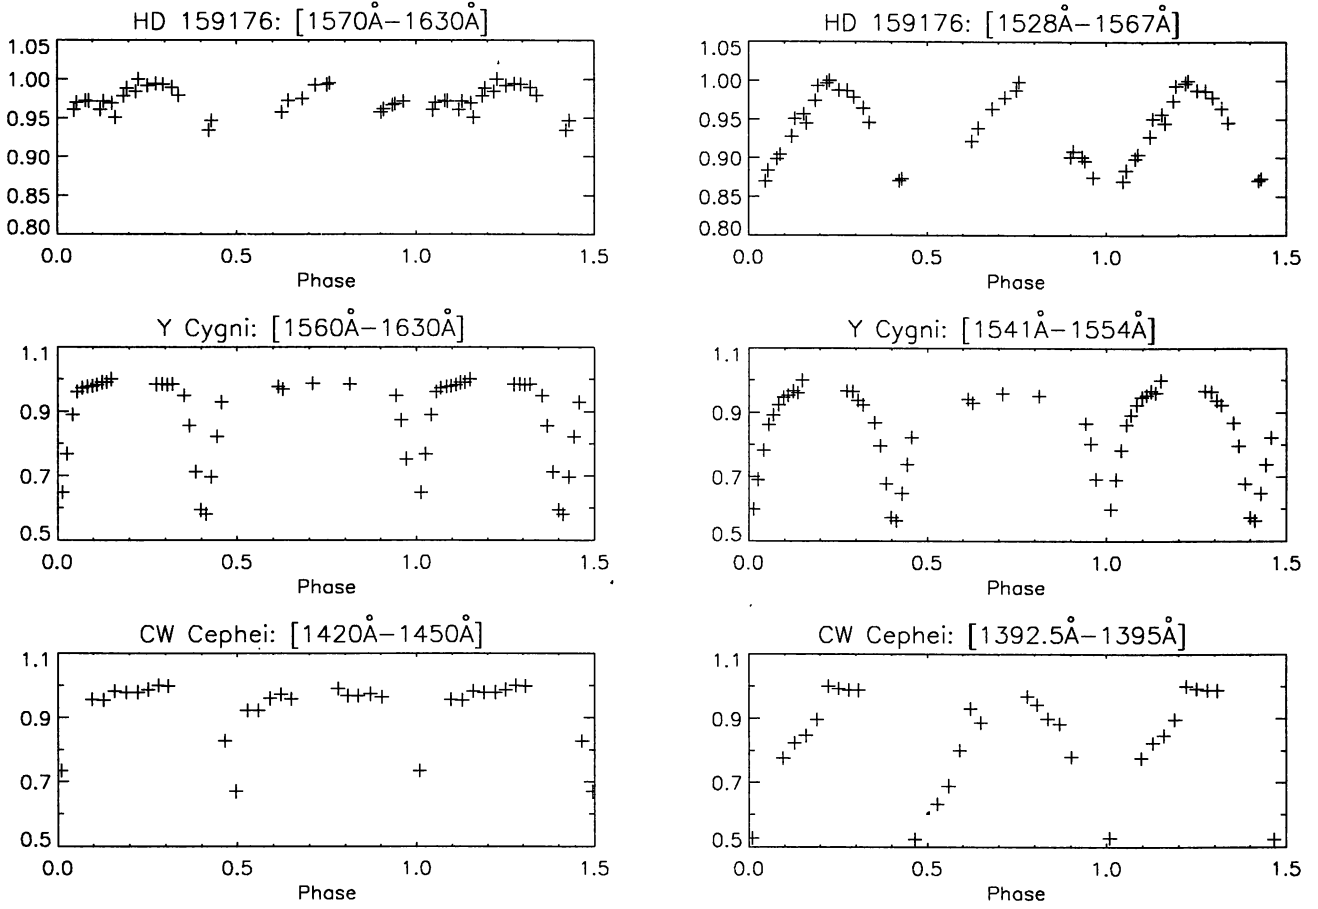 HD 159176: [1570Å−1630Å]
1.05
1.00
0.95
0.90
0.85
0.80
0.0 0.5 1.0 1.5
Phase
HD 159176: [1528Å−1567Å]
1.05
1.00
0.95
0.90
0.85
0.80
0.0 0.5 1.0 1.5
Phase
Y Cygni: [1560Å−1630Å]
1.1
0.9
0.7
0.5
0.0 0.5 1.0 1.5
Phase
Y Cygni: [1541Å−1554Å]
1.1
0.9
0.7
0.5
0.0 0.5 1.0 1.5
Phase
CW Cephei: [1420Å−1450Å]
1.1
0.9
0.7
0.5
0.0 0.5 1.0 1.5
Phase
CW Cephei: [1392.5Å−1395Å]
1.1
0.9
0.7
0.5
0.0 0.5 1.0 1.5
Phase